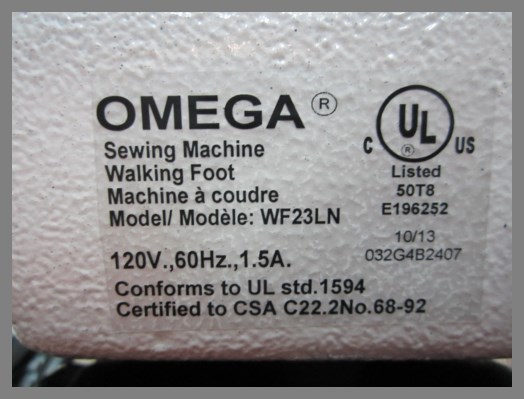 OMEGA ®
Sewing Machine
Walking Foot
Machine à coudre
Model/ Modèle: WF23LN
120V.,60Hz.,1.5A.
Conforms to UL std.1594
Certified to CSA C22.2No.68-92
C UL ® US
Listed
50T8
E196252
10/13
032G4B2407